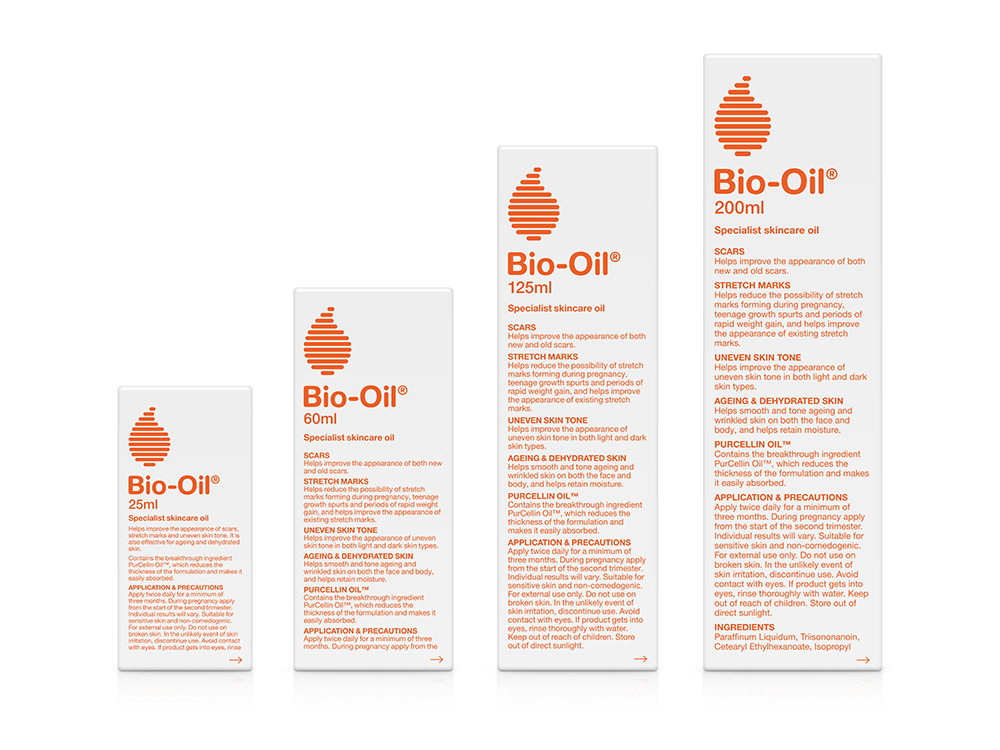 Bio-Oil®
25ml
Specialist skincare oil
Helps improve the appearance of scars,
stretch marks and uneven skin tone. It is
also effective for ageing and dehydrated
skin.
Contains the breakthrough ingredient
PurCellin Oil™, which reduces the
thickness of the formulation and makes it
easily absorbed.
APPLICATION & PRECAUTIONS
Apply twice daily for a minimum of
three months. During pregnancy apply
from the start of the second trimester.
Individual results will vary. Suitable for
sensitive skin and non-comedogenic.
For external use only. Do not use on
broken skin. In the unlikely event of skin
irritation, discontinue use. Avoid contact
with eyes. If product gets into eyes, rinse
Bio-Oil®
60ml
Specialist skincare oil
SCARS
Helps improve the appearance of both new
and old scars.
STRETCH MARKS
Helps reduce the possibility of stretch
marks forming during pregnancy, teenage
growth spurts and periods of rapid weight
gain, and helps improve the appearance of
existing stretch marks.
UNEVEN SKIN TONE
Helps improve the appearance of uneven
skin tone in both light and dark skin types.
AGEING & DEHYDRATED SKIN
Helps smooth and tone ageing and
wrinkled skin on both the face and body,
and helps retain moisture.
PURCELLIN OIL™
Contains the breakthrough ingredient
PurCellin Oil™, which reduces the
thickness of the formulation and makes it
easily absorbed.
APPLICATION & PRECAUTIONS
Apply twice daily for a minimum of three
months. During pregnancy apply from the
Bio-Oil®
125ml
Specialist skincare oil
SCARS
Helps improve the appearance of both
new and old scars.
STRETCH MARKS
Helps reduce the possibility of stretch
marks forming during pregnancy,
teenage growth spurts and periods of
rapid weight gain, and helps improve
the appearance of existing stretch
marks.
UNEVEN SKIN TONE
Helps improve the appearance of
uneven skin tone in both light and dark
skin types.
AGEING & DEHYDRATED SKIN
Helps smooth and tone ageing and
wrinkled skin on both the face and
body, and helps retain moisture.
PURCELLIN OIL™
Contains the breakthrough ingredient
PurCellin Oil™, which reduces the
thickness of the formulation and
makes it easily absorbed.
APPLICATION & PRECAUTIONS
Apply twice daily for a minimum of
three months. During pregnancy apply
from the start of the second trimester.
Individual results will vary. Suitable for
sensitive skin and non-comedogenic.
For external use only. Do not use on
broken skin. In the unlikely event of
skin irritation, discontinue use. Avoid
contact with eyes. If product gets into
eyes, rinse thoroughly with water.
Keep out of reach of children. Store
out of direct sunlight.
Bio-Oil®
200ml
Specialist skincare oil
SCARS
Helps improve the appearance of both
new and old scars.
STRETCH MARKS
Helps reduce the possibility of stretch
marks forming during pregnancy,
teenage growth spurts and periods of
rapid weight gain, and helps improve
the appearance of existing stretch
marks.
UNEVEN SKIN TONE
Helps improve the appearance of
uneven skin tone in both light and dark
skin types.
AGEING & DEHYDRATED SKIN
Helps smooth and tone ageing and
wrinkled skin on both the face and
body, and helps retain moisture.
PURCELLIN OIL™
Contains the breakthrough ingredient
PurCellin Oil™, which reduces the
thickness of the formulation and makes
it easily absorbed.
APPLICATION & PRECAUTIONS
Apply twice daily for a minimum of
three months. During pregnancy apply
from the start of the second trimester.
Individual results will vary. Suitable for
sensitive skin and non-comedogenic.
For external use only. Do not use on
broken skin. In the unlikely event of
skin irritation, discontinue use. Avoid
contact with eyes. If product gets into
eyes, rinse thoroughly with water. Keep
out of reach of children. Store out of
direct sunlight.
INGREDIENTS
Paraffinum Liquidum, Triisononanoin,
Cetearyl Ethylhexanoate, Isopropyl